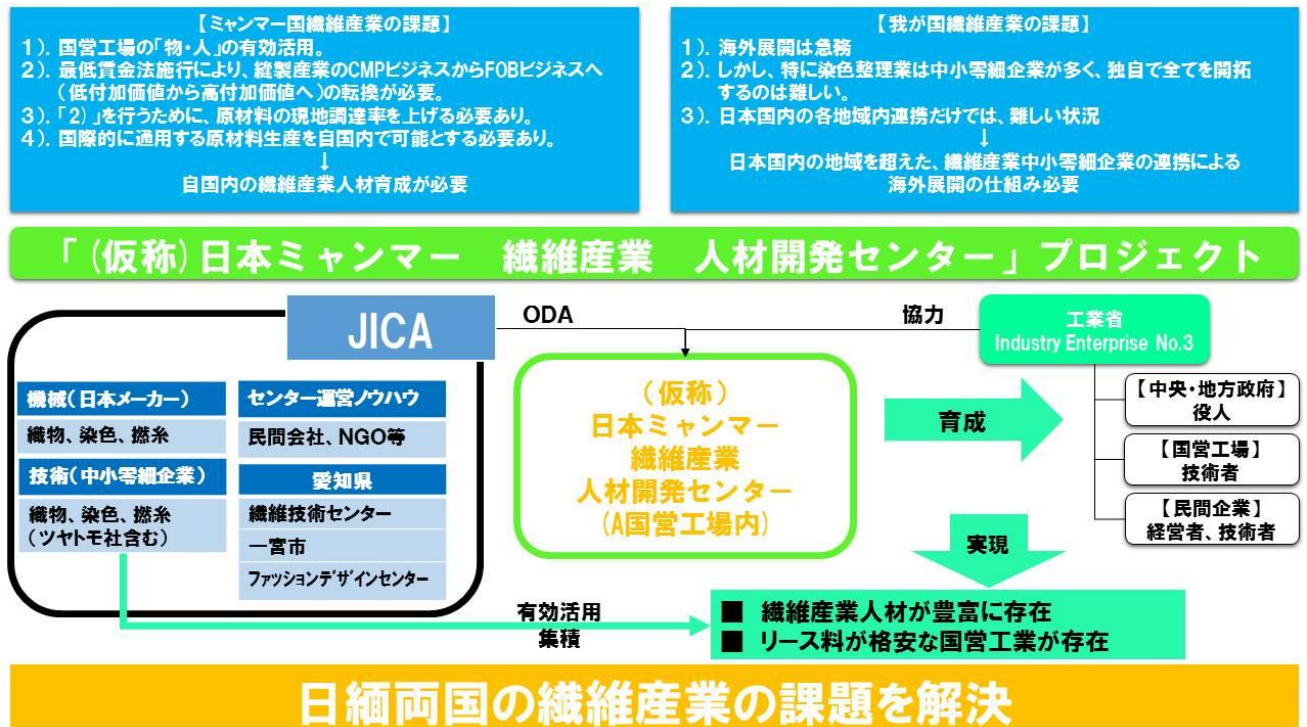 【ミャンマー国繊維産業の課題】
1）. 国営工場の「物・人」の有効活用。
2）. 最低賃金法施行により、縫製産業のCMPビジネスからFOBビジネスへ
（低付加価値から高付加価値へ）の転換が必要。
3）. 「2）」を行うために、原材料の現地調達率を上げる必要あり。
4）. 国際的に通用する原材料生産を自国内で可能とする必要あり。
↓
自国内の繊維産業人材育成が必要
【我が国繊維産業の課題】
1）. 海外展開は急務
2）. しかし、特に染色整理業は中小零細企業が多く、独自で全てを開拓
するのは難しい。
3）. 日本国内の各地域内連携だけでは、難しい状況
↓
日本国内の地域を超えた、繊維産業中小零細企業の連携による
海外展開の仕組み必要
「（仮称）日本ミャンマー　繊維産業　人材開発センター」プロジェクト
JICA
ODA
協力
工業省
Industry Enterprise No.3
機械（日本メーカー）
織物、染色、撚糸
技術（中小零細企業）
織物、染色、撚糸
（ツヤトモ社含む）
センター運営ノウハウ
民間会社、NGO等
愛知県
繊維技術センター
一宮市
ファッションデザインセンター
（仮称）
日本ミャンマー
繊維産業
人材開発センター
（A国営工場内）
育成
【中央・地方政府】
役人
【国営工場】
技術者
【民間企業】
経営者、技術者
実現
有効活用
集積
■ 繊維産業人材が豊富に存在
■ リース料が格安な国営工業が存在
日緬両国の繊維産業の課題を解決